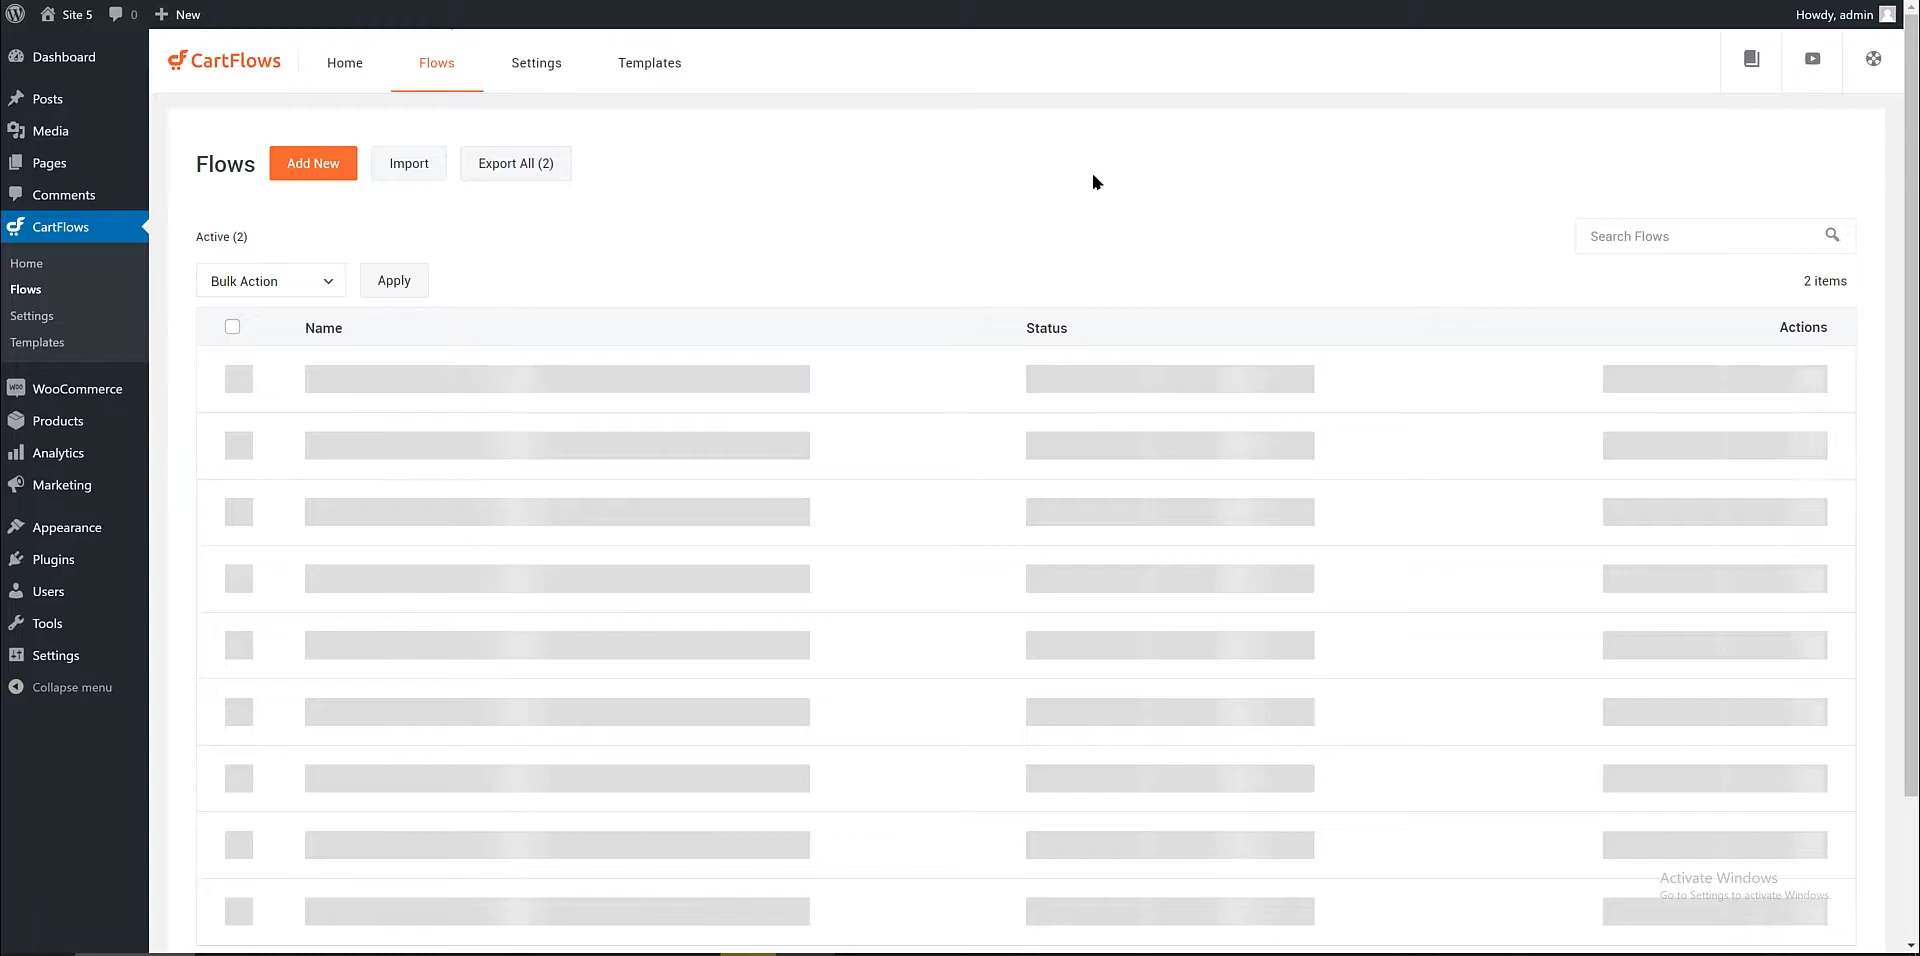 Site 5
0
New
Howdy, admin
Dashboard
Posts
Media
Pages
Comments
CartFlows
Home
Flows
Settings
Templates
WooCommerce
Products
Analytics
Marketing
Appearance
Plugins
Users
Tools
Settings
Collapse menu
CartFlows
Home
Flows
Settings
Templates
Flows
Add New
Import
Export All (2)
Active (2)
Search Flows
Bulk Action
Apply
2 items
Name
Status
Actions
Activate Windows
Go to Settings to activate Windows.